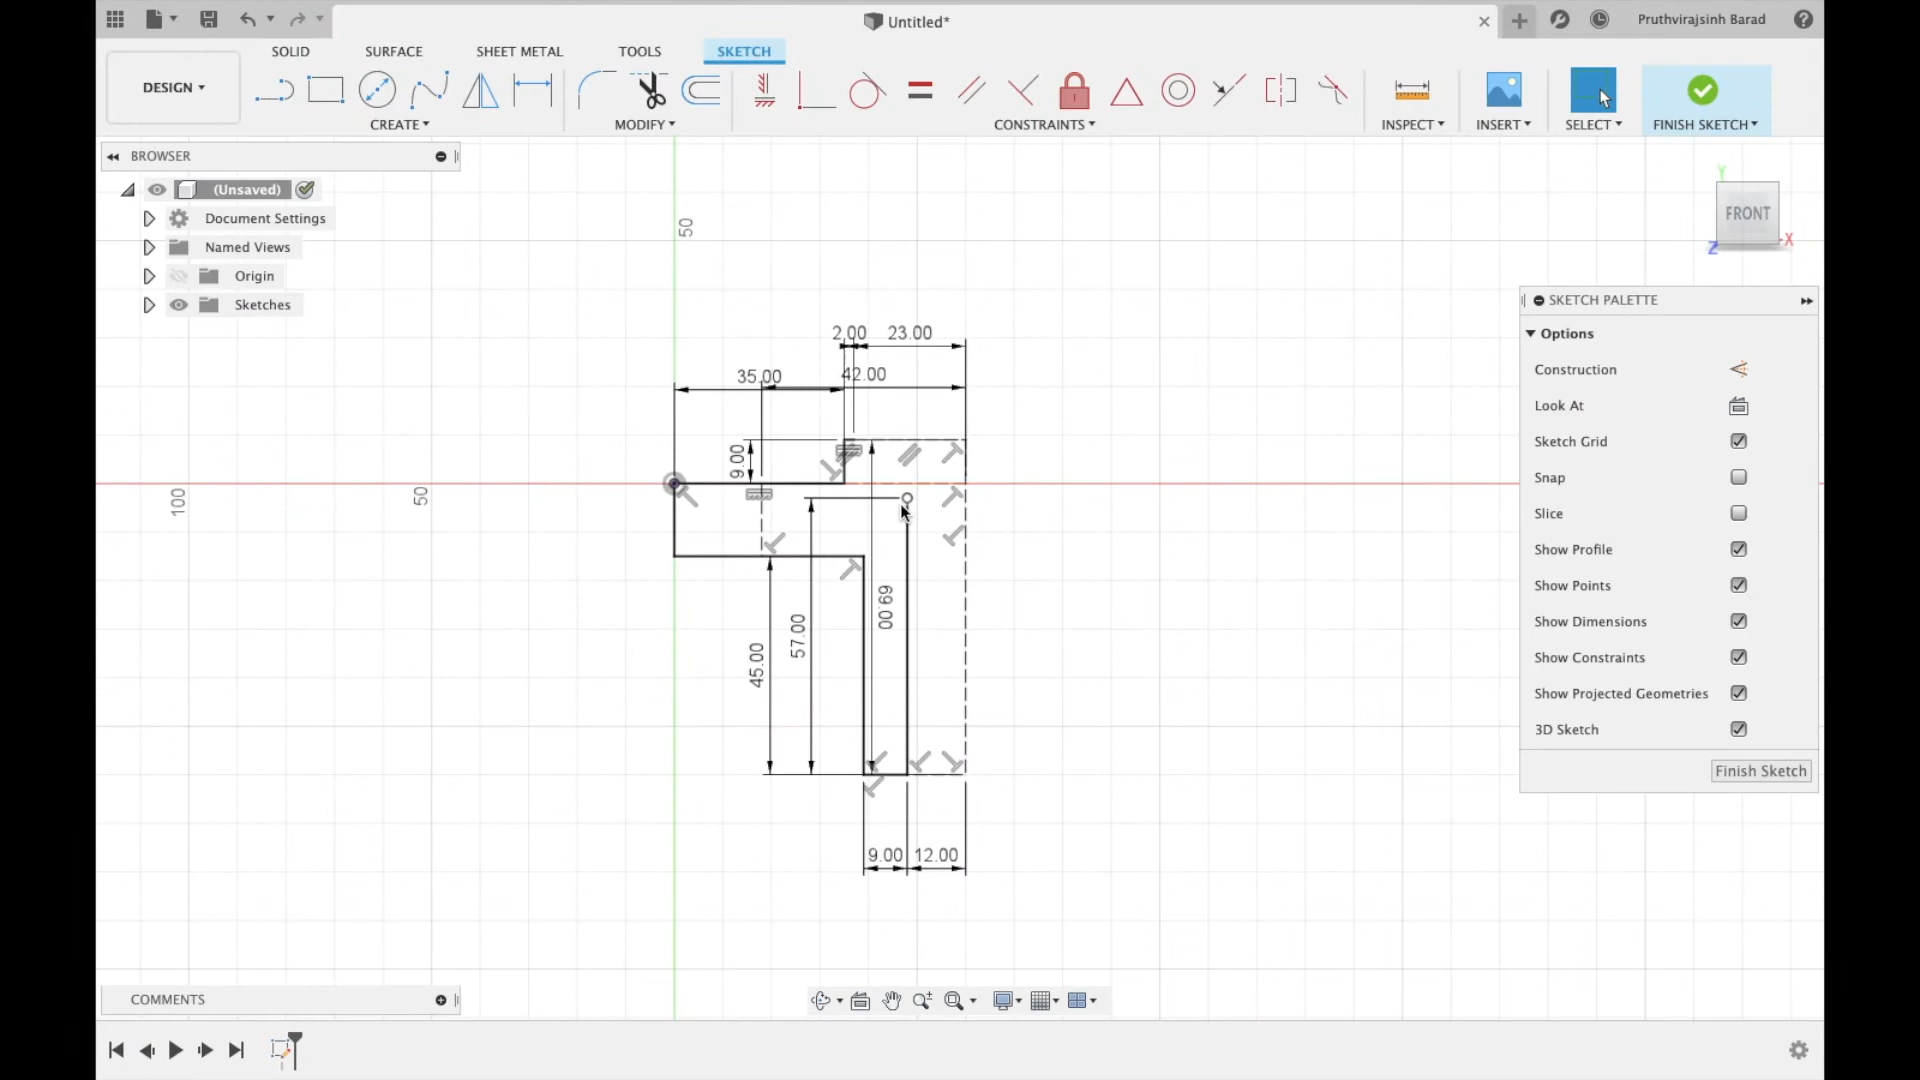 Untitled*
Pruthvirajsinh Barad
SOLID SURFACE SHEET METAL TOOLS SKETCH
DESIGN
CREATE MODIFY CONSTRAINTS INSPECT INSERT SELECT FINISH SKETCH
BROWSER
(Unsaved)
Document Settings
Named Views
Origin
Sketches
FRONT
Y
X
Z
50
2.00 23.00
35.00 42.00
9.00
100
50
69.00
57.00
45.00
9.00 12.00
SKETCH PALETTE
Options
Construction
Look At
Sketch Grid
Snap
Slice
Show Profile
Show Points
Show Dimensions
Show Constraints
Show Projected Geometries
3D Sketch
Finish Sketch
COMMENTS